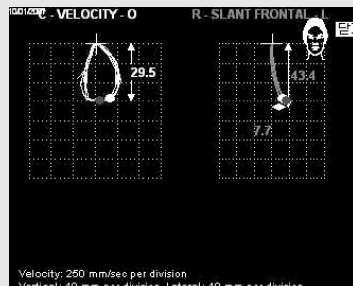 C - VELOCITY - O
R - SLANT FRONTAL - L
29.5
43.4
7.7
Velocity: 250 mm/sec per division